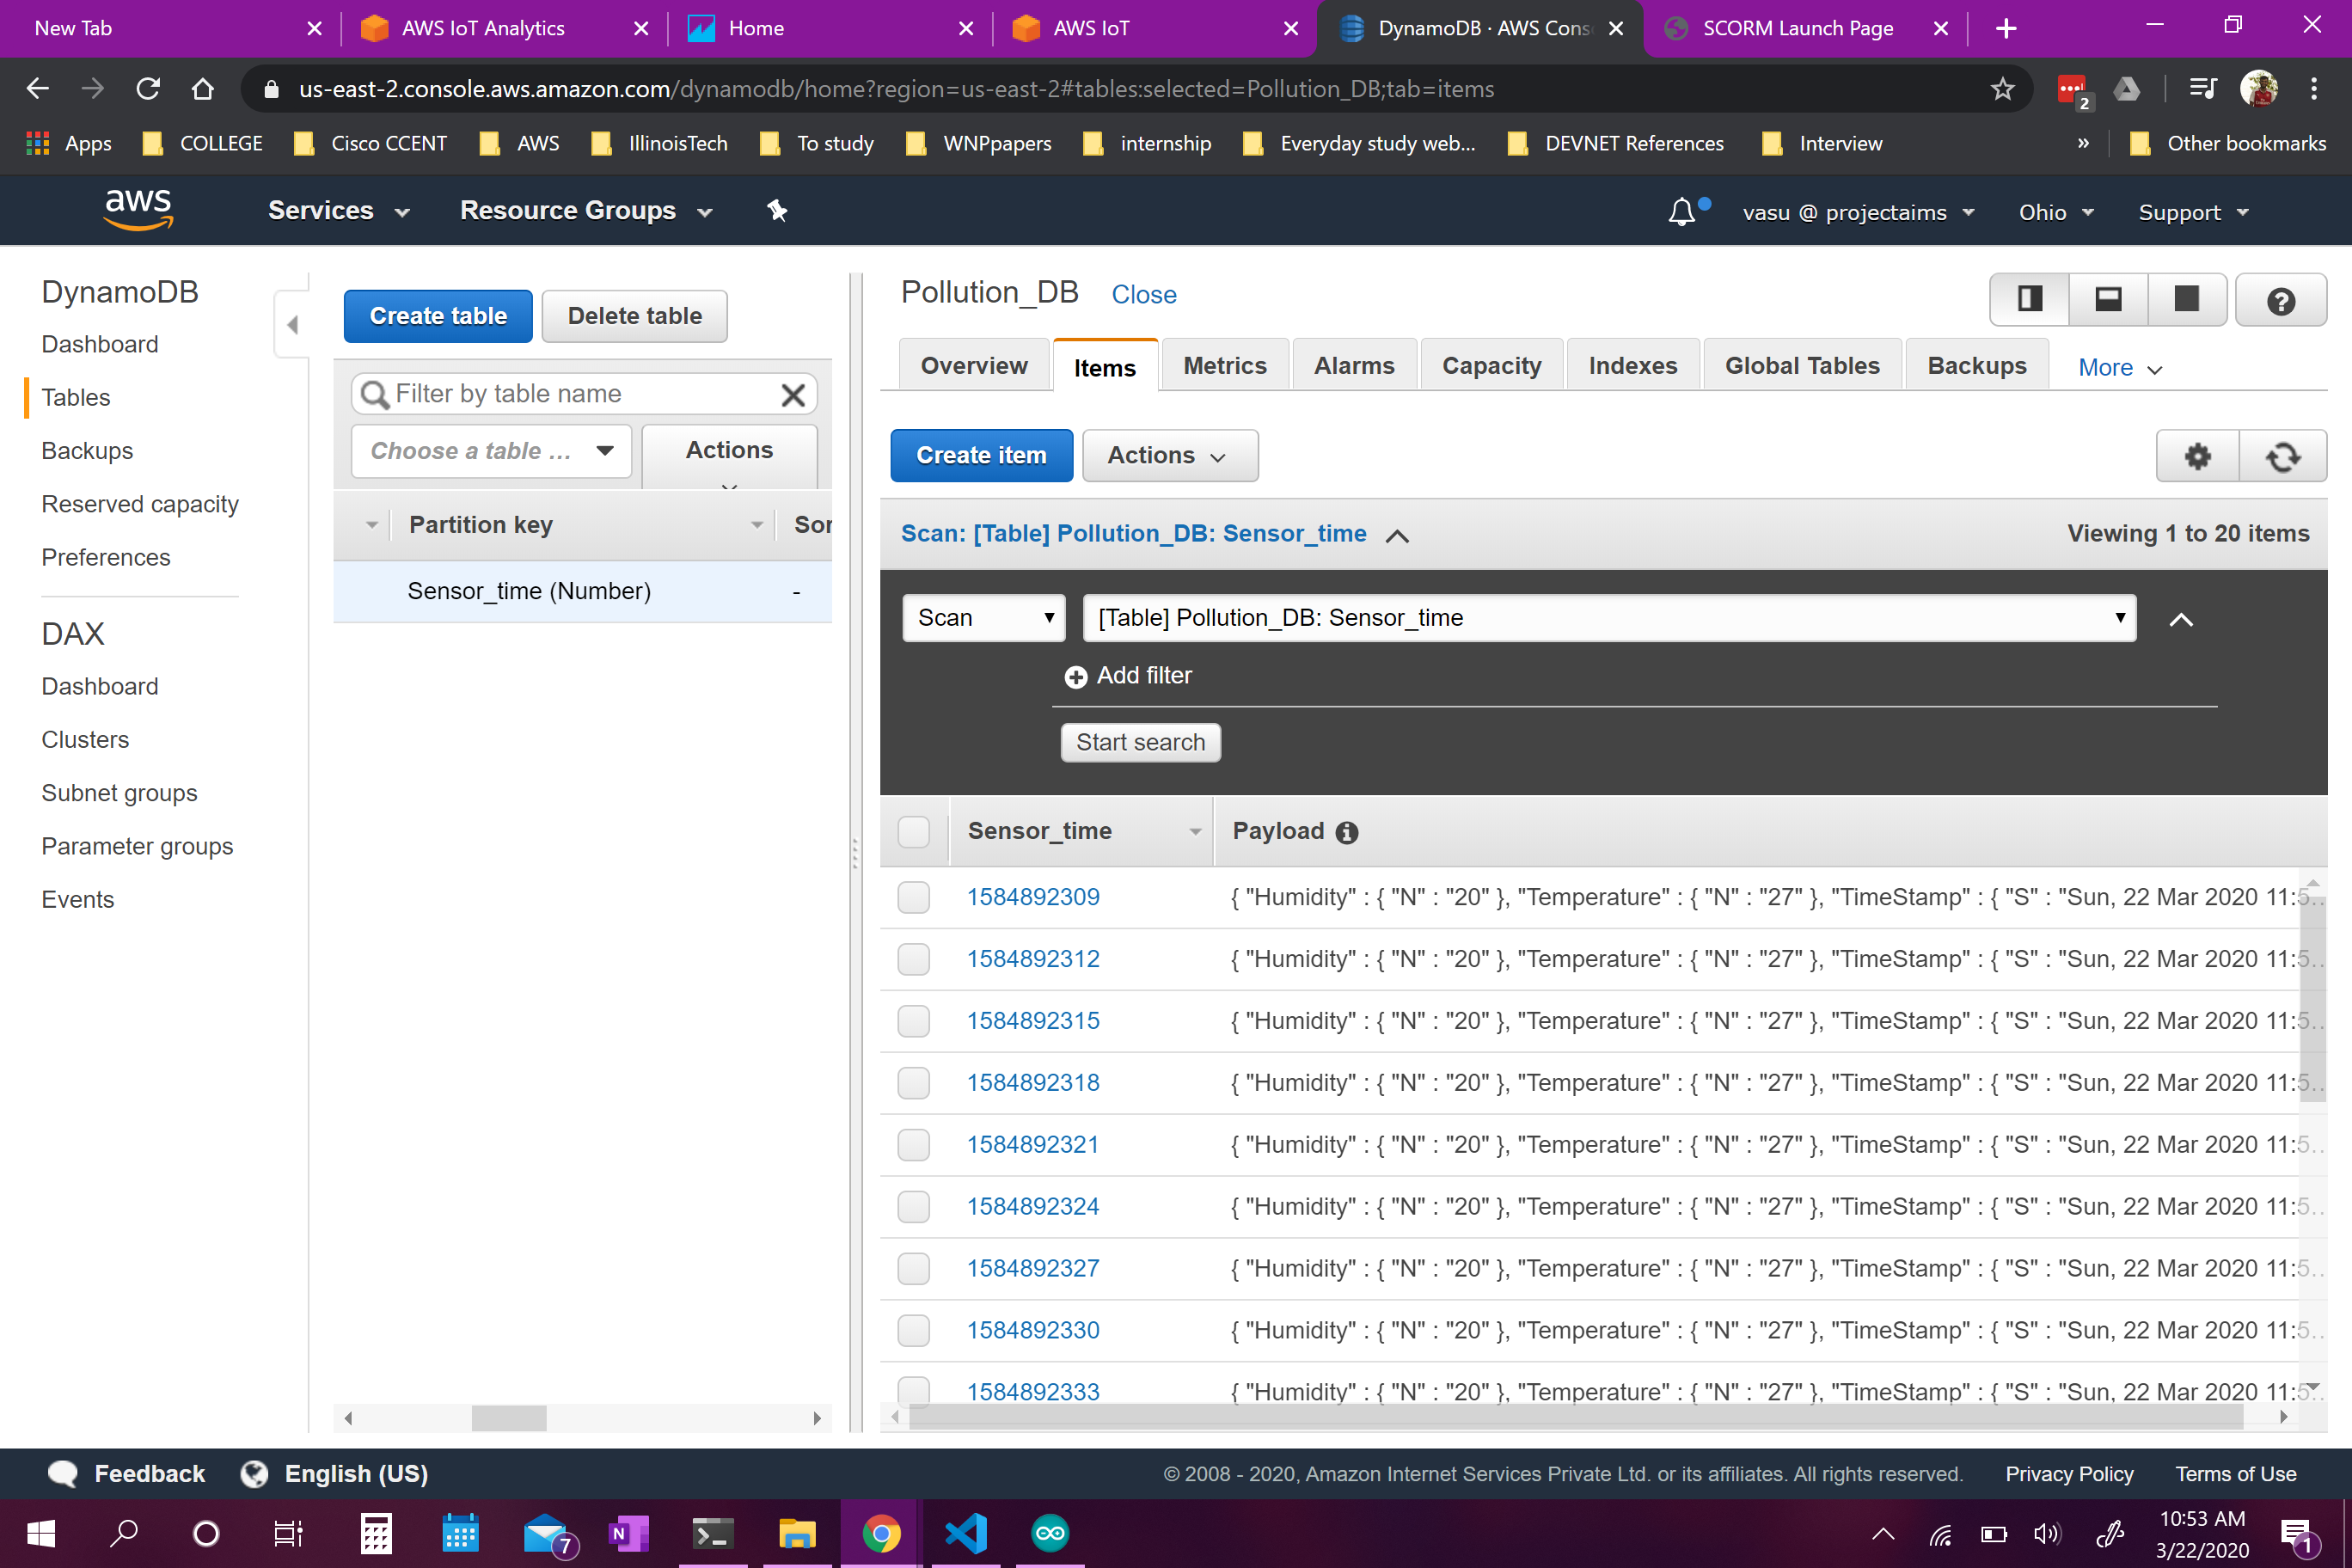 New Tab
AWS IoT Analytics
Home
AWS IoT
DynamoDB · AWS Cons
SCORM Launch Page
us-east-2.console.aws.amazon.com/dynamodb/home?region=us-east-2#tables:selected=Pollution_DB;tab=items
2
Apps COLLEGE Cisco CCENT AWS IllinoisTech To study WNPpapers internship Everyday study web... DEVNET References Interview » Other bookmarks
aws Services Resource Groups vasu @ projectaims Ohio Support
DynamoDB
Dashboard
Tables
Backups
Reserved capacity
Preferences
DAX
Dashboard
Clusters
Subnet groups
Parameter groups
Events
Create table Delete table
Filter by table name
Choose a table ... Actions
Partition key Sor
Sensor_time (Number) -
Pollution_DB Close
Overview Items Metrics Alarms Capacity Indexes Global Tables Backups More
Create item Actions
Scan: [Table] Pollution_DB: Sensor_time Viewing 1 to 20 items
Scan [Table] Pollution_DB: Sensor_time
Add filter
Start search
Sensor_time Payload
1584892309 { "Humidity" : { "N" : "20" }, "Temperature" : { "N" : "27" }, "TimeStamp" : { "S" : "Sun, 22 Mar 2020 11:5...
1584892312 { "Humidity" : { "N" : "20" }, "Temperature" : { "N" : "27" }, "TimeStamp" : { "S" : "Sun, 22 Mar 2020 11:5...
1584892315 { "Humidity" : { "N" : "20" }, "Temperature" : { "N" : "27" }, "TimeStamp" : { "S" : "Sun, 22 Mar 2020 11:5...
1584892318 { "Humidity" : { "N" : "20" }, "Temperature" : { "N" : "27" }, "TimeStamp" : { "S" : "Sun, 22 Mar 2020 11:5...
1584892321 { "Humidity" : { "N" : "20" }, "Temperature" : { "N" : "27" }, "TimeStamp" : { "S" : "Sun, 22 Mar 2020 11:5...
1584892324 { "Humidity" : { "N" : "20" }, "Temperature" : { "N" : "27" }, "TimeStamp" : { "S" : "Sun, 22 Mar 2020 11:5...
1584892327 { "Humidity" : { "N" : "20" }, "Temperature" : { "N" : "27" }, "TimeStamp" : { "S" : "Sun, 22 Mar 2020 11:5...
1584892330 { "Humidity" : { "N" : "20" }, "Temperature" : { "N" : "27" }, "TimeStamp" : { "S" : "Sun, 22 Mar 2020 11:5...
1584892333 { "Humidity" : { "N" : "20" }, "Temperature" : { "N" : "27" }, "TimeStamp" : { "S" : "Sun, 22 Mar 2020 11:5...
Feedback English (US) © 2008 - 2020, Amazon Internet Services Private Ltd. or its affiliates. All rights reserved. Privacy Policy Terms of Use
7
N
10:53 AM
3/22/2020
1